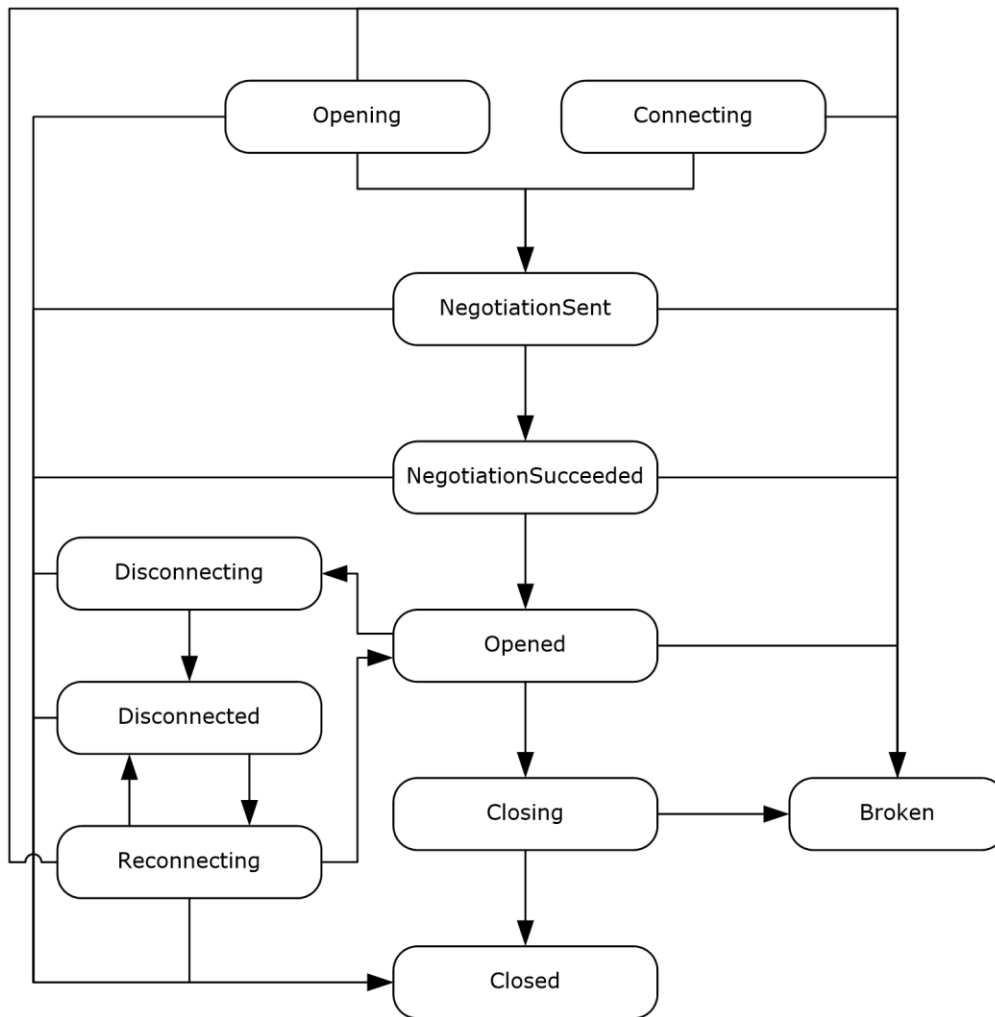 Opening
Connecting
NegotiationSent
NegotiationSucceeded
Disconnecting
Opened
Disconnected
Closing
Broken
Reconnecting
Closed